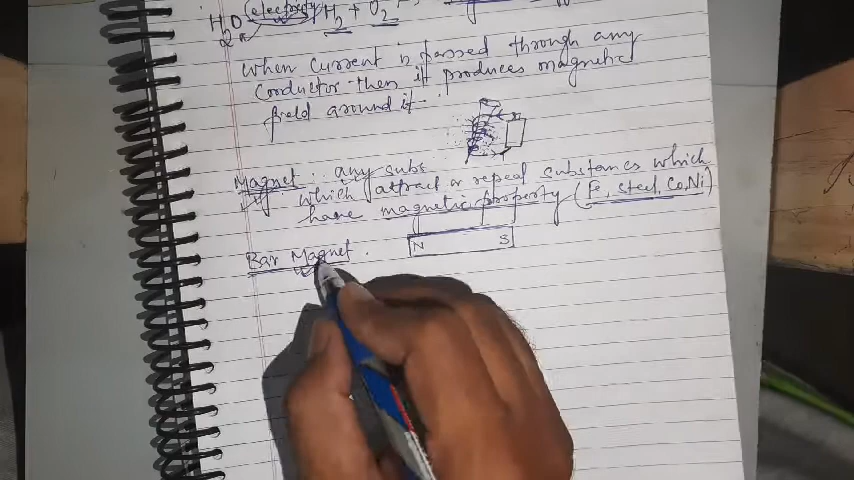 H2O (electricity) H2 + O2
When Current is passed through any
Conductor then it produces magnetic
field around it
Magnet any subs
which attract or repeal substances which
have magnetic property (Fe, steel, Co, Ni)
N S
Bar Magnet